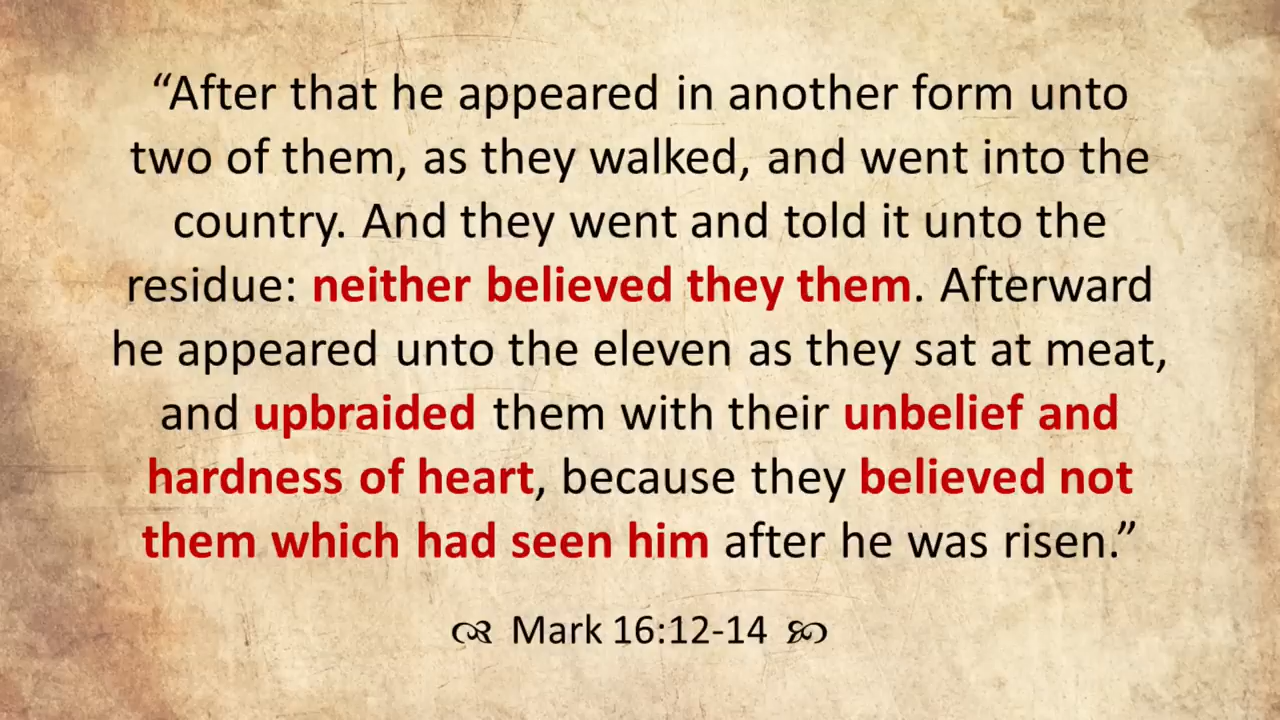 “After that he appeared in another form unto
two of them, as they walked, and went into the
country. And they went and told it unto the
residue: neither believed they them. Afterward
he appeared unto the eleven as they sat at meat,
and upbraided them with their unbelief and
hardness of heart, because they believed not
them which had seen him after he was risen.”
Mark 16:12-14